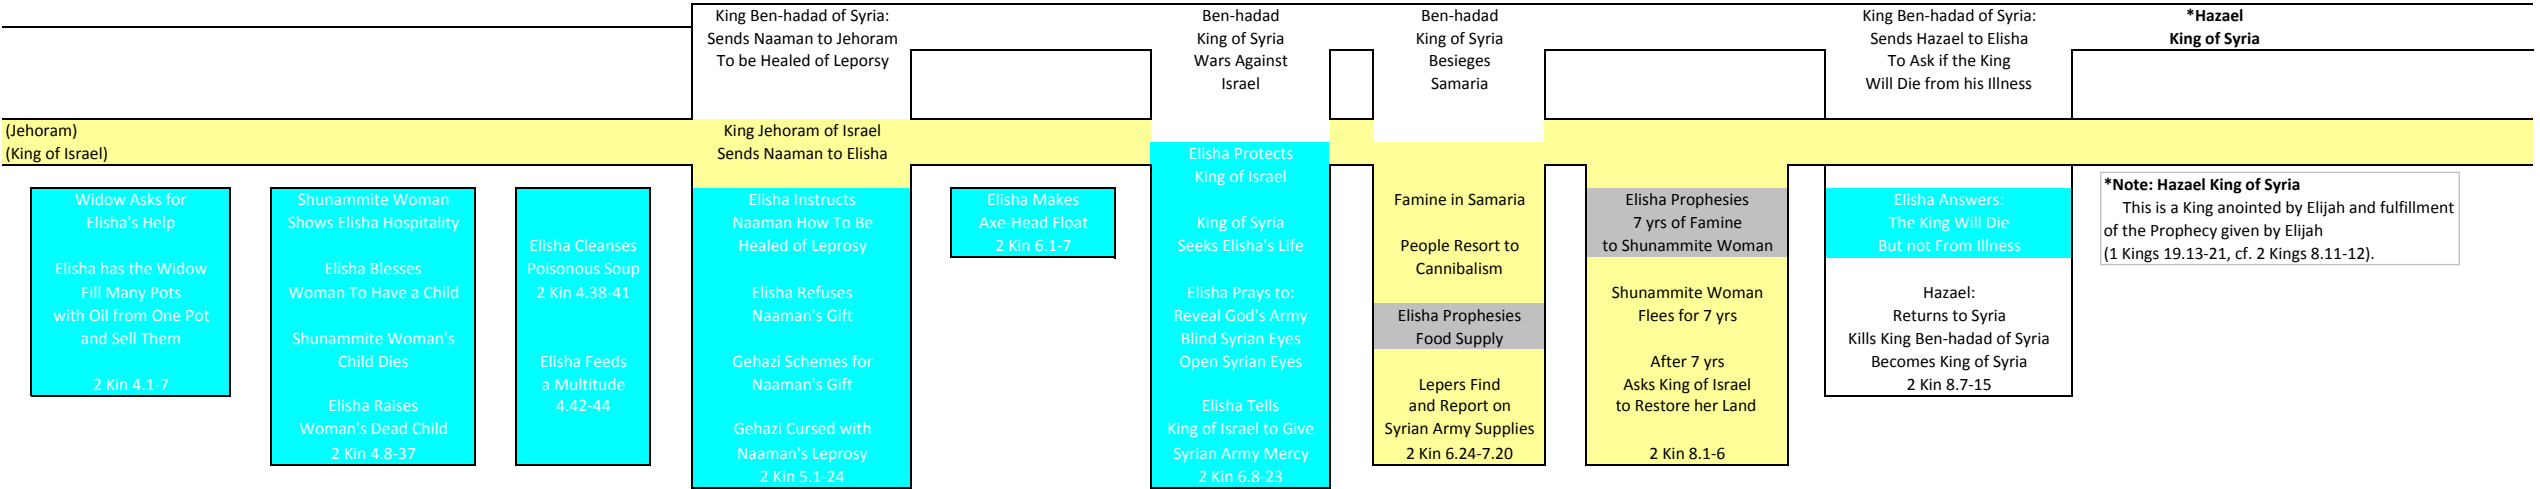 King Ben-hadad of Syria:
Sends Naaman to Jehoram
To be Healed of Leporsy
Ben-hadad
King of Syria
Wars Against
Israel
Ben-hadad
King of Syria
Besieges
Samaria
King Ben-hadad of Syria:
Sends Hazael to Elisha
To Ask if the King
Will Die from his Illness
*Hazael
King of Syria
(Jehoram)
(King of Israel)
King Jehoram of Israel
Sends Naaman to Elisha
Widow Asks for
Elisha's Help
Elisha has the Widow
Fill Many Pots
with Oil from One Pot
and Sell Them
2 Kin 4.1-7
Shunammite Woman
Shows Elisha Hospitality
Elisha Blesses
Woman To Have a Child
Shunammite Woman's
Child Dies
Elisha Raises
Woman's Dead Child
2 Kin 4.8-37
Elisha Cleanses
Poisonous Soup
2 Kin 4.38-41
Elisha Feeds
a Multitude
4.42-44
Elisha Instructs
Naaman How To Be
Healed of Leprosy
Elisha Refuses
Naaman's Gift
Gehazi Schemes for
Naaman's Gift
Gehazi Cursed with
Naaman's Leprosy
2 Kin 5.1-24
Elisha Makes
Axe-Head Float
2 Kin 6.1-7
Elisha Protects
King of Israel
King of Syria
Seeks Elisha's Life
Elisha Prays to:
Reveal God's Army
Blind Syrian Eyes
Open Syrian Eyes
Elisha Tells
King of Israel to Give
Syrian Army Mercy
2 Kin 6.8-23
Famine in Samaria
People Resort to
Cannibalism
Elisha Prophesies
Food Supply
Lepers Find
and Report on
Syrian Army Supplies
2 Kin 6.24-7.20
Elisha Prophesies
7 yrs of Famine
to Shunammite Woman
Shunammite Woman
Flees for 7 yrs
After 7 yrs
Asks King of Israel
to Restore her Land
2 Kin 8.1-6
Elisha Answers:
The King Will Die
But not From Illness
Hazael:
Returns to Syria
Kills King Ben-hadad of Syria
Becomes King of Syria
2 Kin 8.7-15
*Note: Hazael King of Syria
This is a King anointed by Elijah and fulfillment
of the Prophecy given by Elijah
(1 Kings 19.13-21, cf. 2 Kings 8.11-12).